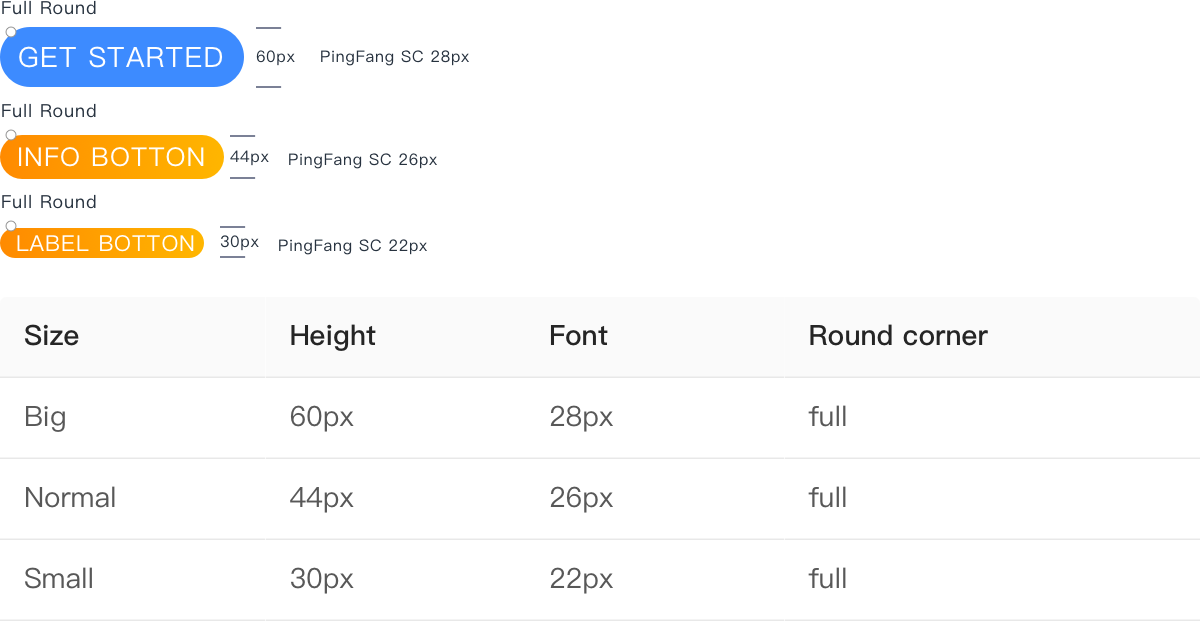 Full Round
GET STARTED 60px PingFang SC 28px
Full Round
INFO BOTTON 44px PingFang SC 26px
Full Round
LABEL BOTTON 30px PingFang SC 22px
Size Height Font Round corner
Big 60px 28px full
Normal 44px 26px full
Small 30px 22px full